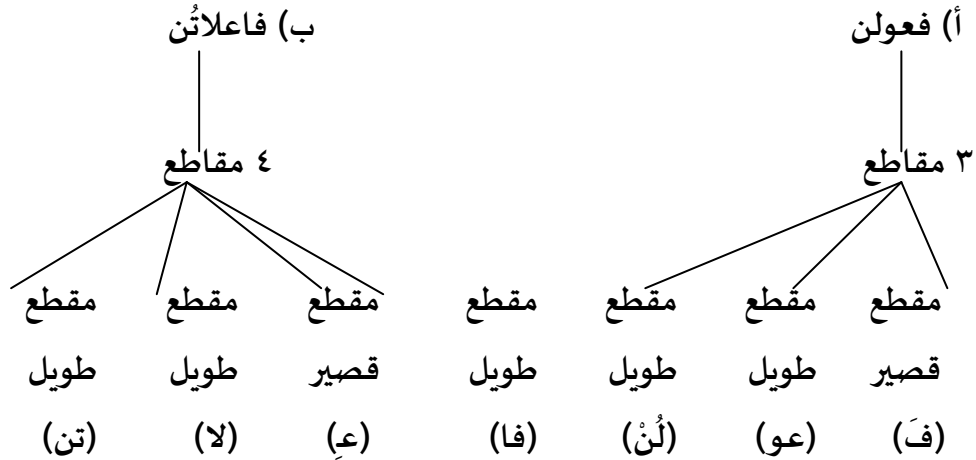 أ) فعولن ب) فاعلاتُن
٣ مقاطع ٤ مقاطع
مقطع مقطع مقطع مقطع مقطع مقطع مقطع
قصير طويل طويل طويل قصير طويل طويل
(فَ) (عو) (لُنْ) (فا) (عـِ) (لا) (تن)